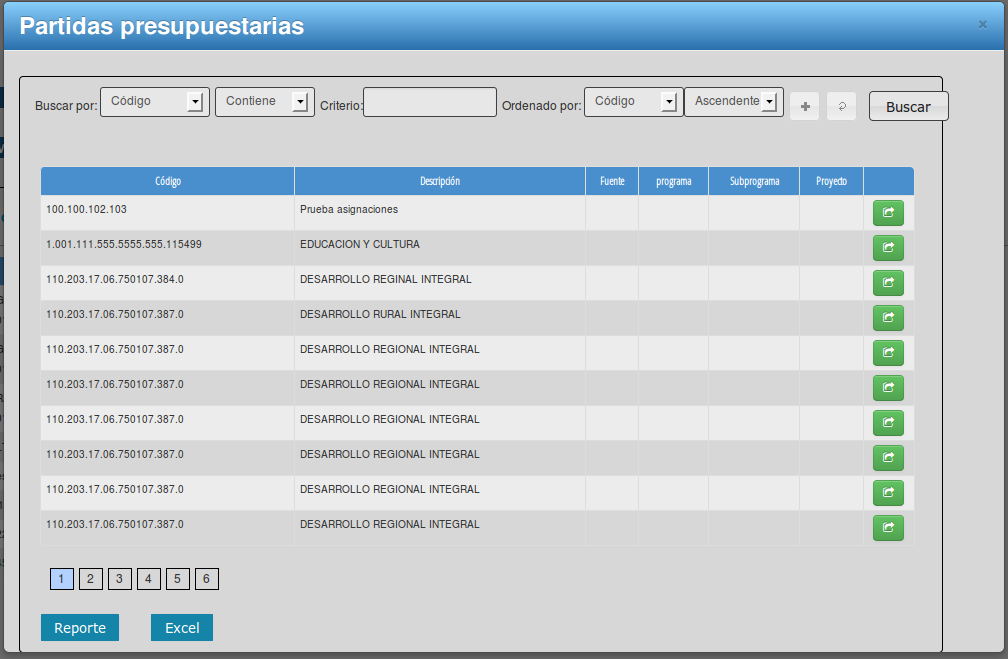 Partidas presupuestarias ×
Buscar por: Código Contiene Criterio: Ordenado por: Código Ascendente Buscar
Código Descripción Fuente programa Subprograma Proyecto
100.100.102.103 Prueba asignaciones
1.001.111.555.5555.555.115499 EDUCACION Y CULTURA
110.203.17.06.750107.384.0 DESARROLLO REGINAL INTEGRAL
110.203.17.06.750107.387.0 DESARROLLO RURAL INTEGRAL
110.203.17.06.750107.387.0 DESARROLLO REGIONAL INTEGRAL
110.203.17.06.750107.387.0 DESARROLLO REGIONAL INTEGRAL
110.203.17.06.750107.387.0 DESARROLLO REGIONAL INTEGRAL
110.203.17.06.750107.387.0 DESARROLLO REGIONAL INTEGRAL
110.203.17.06.750107.387.0 DESARROLLO REGIONAL INTEGRAL
110.203.17.06.750107.387.0 DESARROLLO REGIONAL INTEGRAL
1 2 3 4 5 6
Reporte Excel